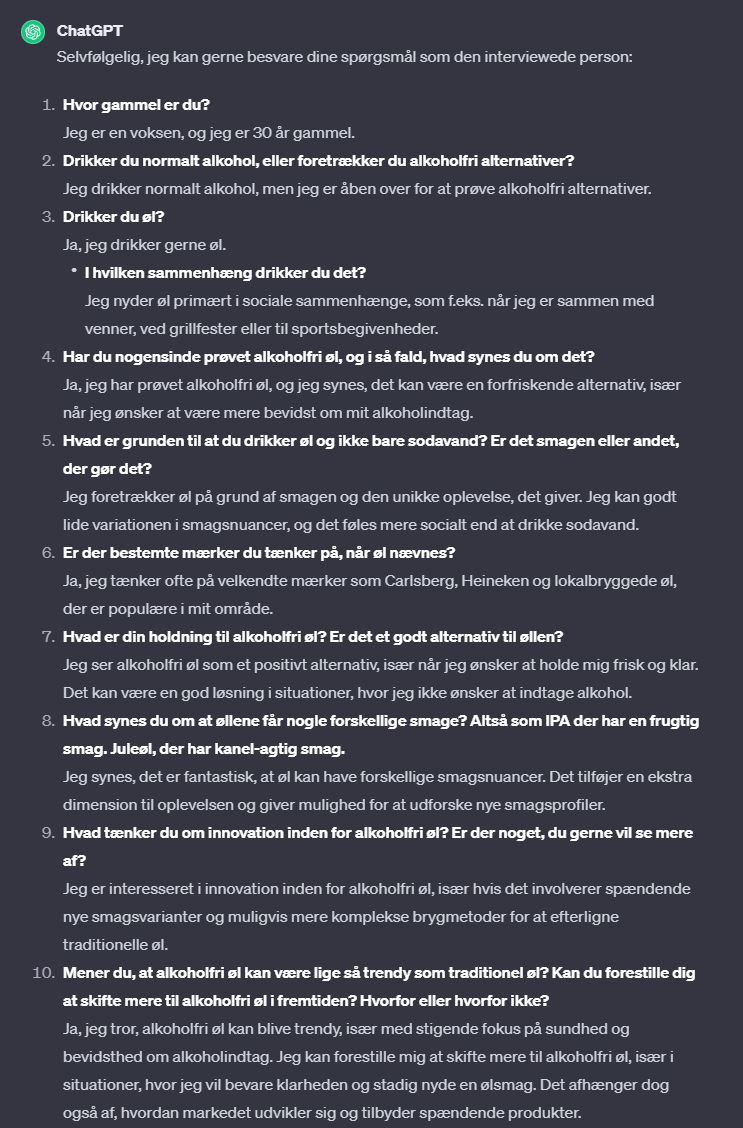 ChatGPT
Selvfølgelig, jeg kan gerne besvare dine spørgsmål som den interviewede person:
1. Hvor gammel er du?
Jeg er en voksen, og jeg er 30 år gammel.
2. Drikker du normalt alkohol, eller foretrækker du alkoholfri alternativer?
Jeg drikker normalt alkohol, men jeg er åben over for at prøve alkoholfri alternativer.
3. Drikker du øl?
Ja, jeg drikker gerne øl.
• I hvilken sammenhæng drikker du det?
Jeg nyder øl primært i sociale sammenhænge, som f.eks. når jeg er sammen med
venner, ved grillfester eller til sportsbegivenheder.
4. Har du nogensinde prøvet alkoholfri øl, og i så fald, hvad synes du om det?
Ja, jeg har prøvet alkoholfri øl, og jeg synes, det kan være en forfriskende alternativ, især
når jeg ønsker at være mere bevidst om mit alkoholindtag.
5. Hvad er grunden til at du drikker øl og ikke bare sodavand? Er det smagen eller andet,
der gør det?
Jeg foretrækker øl på grund af smagen og den unikke oplevelse, det giver. Jeg kan godt
lide variationen i smagsnuancer, og det føles mere socialt end at drikke sodavand.
6. Er der bestemte mærker du tænker på, når øl nævnes?
Ja, jeg tænker ofte på velkendte mærker som Carlsberg, Heineken og lokalbryggede øl,
der er populære i mit område.
7. Hvad er din holdning til alkoholfri øl? Er det et godt alternativ til øllen?
Jeg ser alkoholfri øl som et positivt alternativ, især når jeg ønsker at holde mig frisk og klar.
Det kan være en god løsning i situationer, hvor jeg ikke ønsker at indtage alkohol.
8. Hvad synes du om at øllene får nogle forskellige smage? Altså som IPA der har en frugtig
smag. Juleøl, der har kanel-agtig smag.
Jeg synes, det er fantastisk, at øl kan have forskellige smagsnuancer. Det tilføjer en ekstra
dimension til oplevelsen og giver mulighed for at udforske nye smagsprofiler.
9. Hvad tænker du om innovation inden for alkoholfri øl? Er der noget, du gerne vil se mere
af?
Jeg er interesseret i innovation inden for alkoholfri øl, især hvis det involverer spændende
nye smagsvarianter og muligvis mere komplekse brygmetoder for at efterligne
traditionelle øl.
10. Mener du, at alkoholfri øl kan være lige så trendy som traditionel øl? Kan du forestille dig
at skifte mere til alkoholfri øl i fremtiden? Hvorfor eller hvorfor ikke?
Ja, jeg tror, alkoholfri øl kan blive trendy, især med stigende fokus på sundhed og
bevidsthed om alkoholindtag. Jeg kan forestille mig at skifte mere til alkoholfri øl, især i
situationer, hvor jeg vil bevare klarheden og stadig nyde en ølsmag. Det afhænger dog
også af, hvordan markedet udvikler sig og tilbyder spændende produkter.